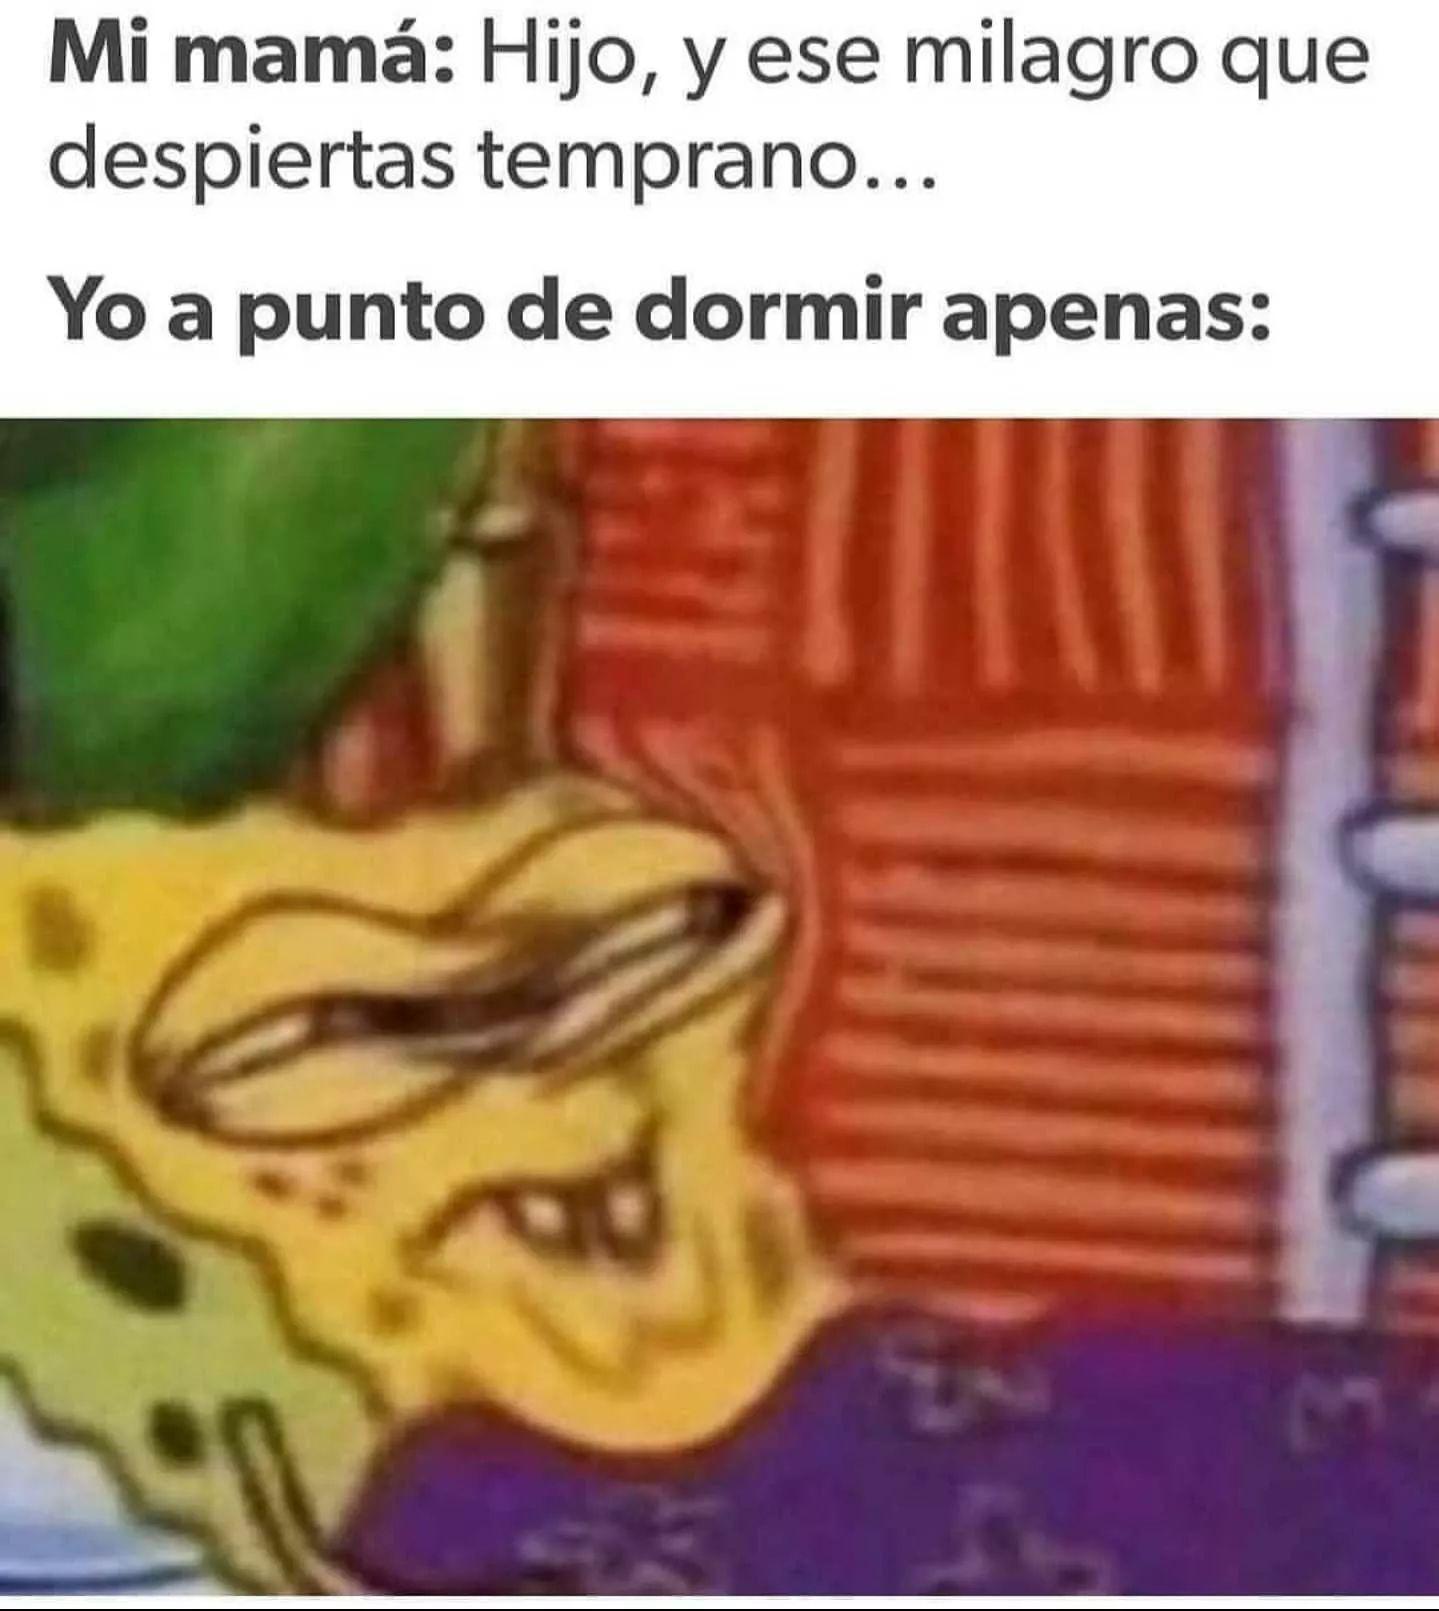 Mi mamá: Hijo, y ese milagro que
despiertas temprano...
Yo a punto de dormir apenas: